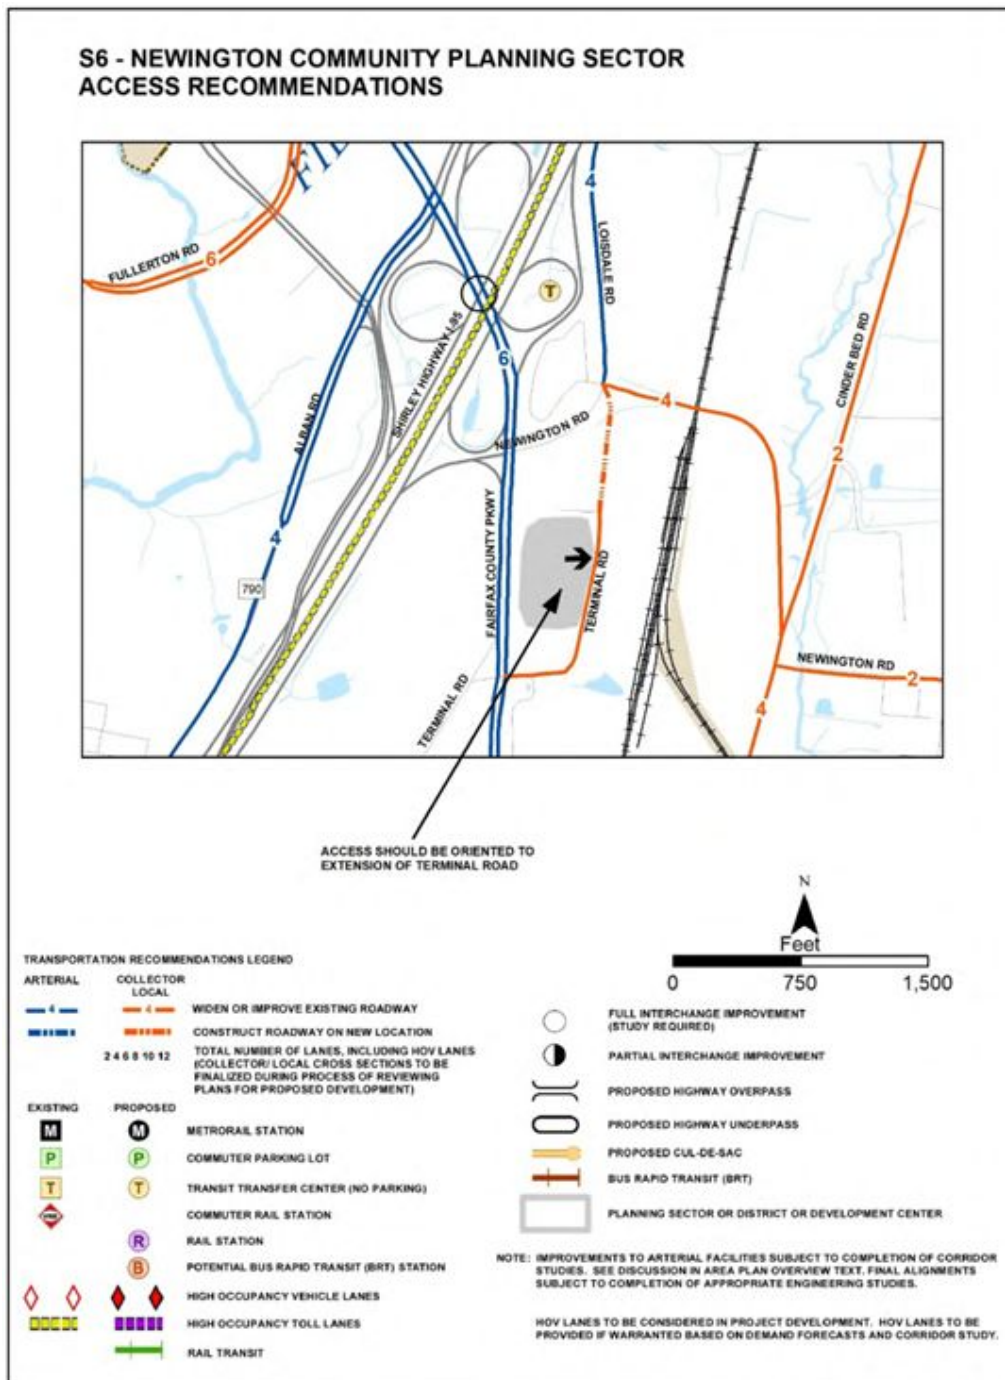 S6 - NEWINGTON COMMUNITY PLANNING SECTOR
ACCESS RECOMMENDATIONS
FULLERTON RD
6
4
LOISDALE RD
T
SHIRLEY HIGHWAY I-95
6
ALBAN RD
NEWINGTON RD
4
CINDER BED RD
2
4
790
FAIRFAX COUNTY PKWY
TERMINAL RD
TERMINAL RD
NEWINGTON RD
2
4
ACCESS SHOULD BE ORIENTED TO
EXTENSION OF TERMINAL ROAD
N
Feet
0 750 1,500
TRANSPORTATION RECOMMENDATIONS LEGEND
ARTERIAL COLLECTOR
LOCAL
4 4 WIDEN OR IMPROVE EXISTING ROADWAY
CONSTRUCT ROADWAY ON NEW LOCATION
2 4 6 8 10 12 TOTAL NUMBER OF LANES, INCLUDING HOV LANES
(COLLECTOR/ LOCAL CROSS SECTIONS TO BE
FINALIZED DURING PROCESS OF REVIEWING
PLANS FOR PROPOSED DEVELOPMENT)
EXISTING PROPOSED
M M METRORAIL STATION
P P COMMUTER PARKING LOT
T T TRANSIT TRANSFER CENTER (NO PARKING)
VRE COMMUTER RAIL STATION
R RAIL STATION
B POTENTIAL BUS RAPID TRANSIT (BRT) STATION
HIGH OCCUPANCY VEHICLE LANES
HIGH OCCUPANCY TOLL LANES
RAIL TRANSIT
FULL INTERCHANGE IMPROVEMENT
(STUDY REQUIRED)
PARTIAL INTERCHANGE IMPROVEMENT
PROPOSED HIGHWAY OVERPASS
PROPOSED HIGHWAY UNDERPASS
PROPOSED CUL-DE-SAC
BUS RAPID TRANSIT (BRT)
PLANNING SECTOR OR DISTRICT OR DEVELOPMENT CENTER
NOTE: IMPROVEMENTS TO ARTERIAL FACILITIES SUBJECT TO COMPLETION OF CORRIDOR
STUDIES. SEE DISCUSSION IN AREA PLAN OVERVIEW TEXT. FINAL ALIGNMENTS
SUBJECT TO COMPLETION OF APPROPRIATE ENGINEERING STUDIES.
HOV LANES TO BE CONSIDERED IN PROJECT DEVELOPMENT. HOV LANES TO BE
PROVIDED IF WARRANTED BASED ON DEMAND FORECASTS AND CORRIDOR STUDY.